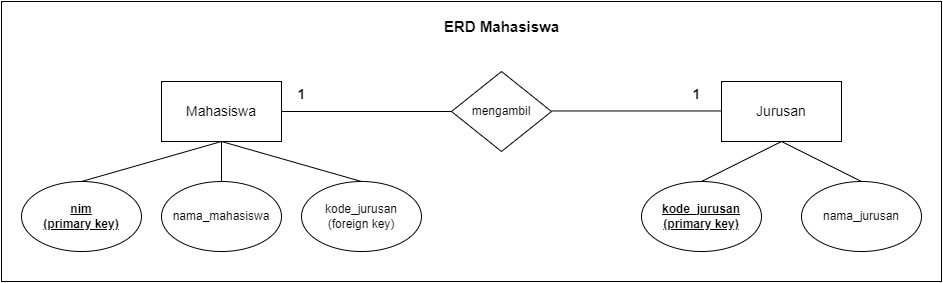 ERD Mahasiswa
Mahasiswa
1
mengambil
1
Jurusan
nim
(primary key)
nama_mahasiswa
kode_jurusan
(foreign key)
kode_jurusan
(primary key)
nama_jurusan